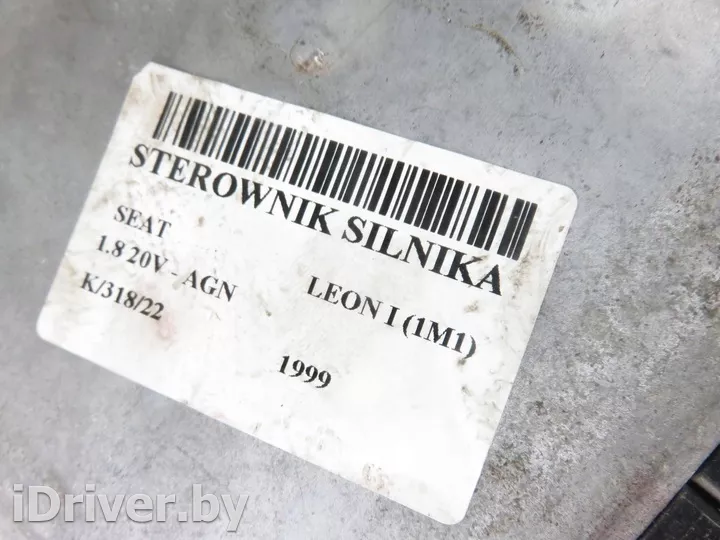 STEROWNIK SILNIKA
SEAT LEON I (1M1)
1.8 20V - AGN
K/318/22 1999
iDriver.by